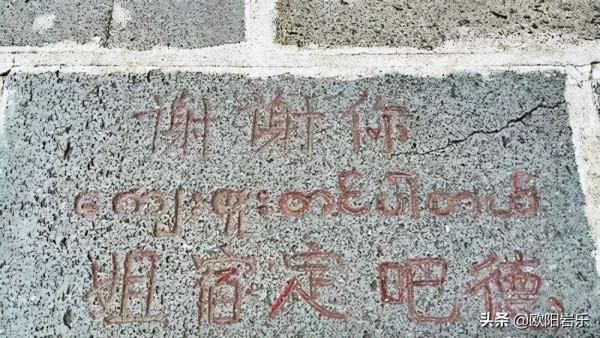 谢谢你
ကျေးဇူးတင်ပါတယ်
姐宿定吧德
头条 @欧阳岩乐